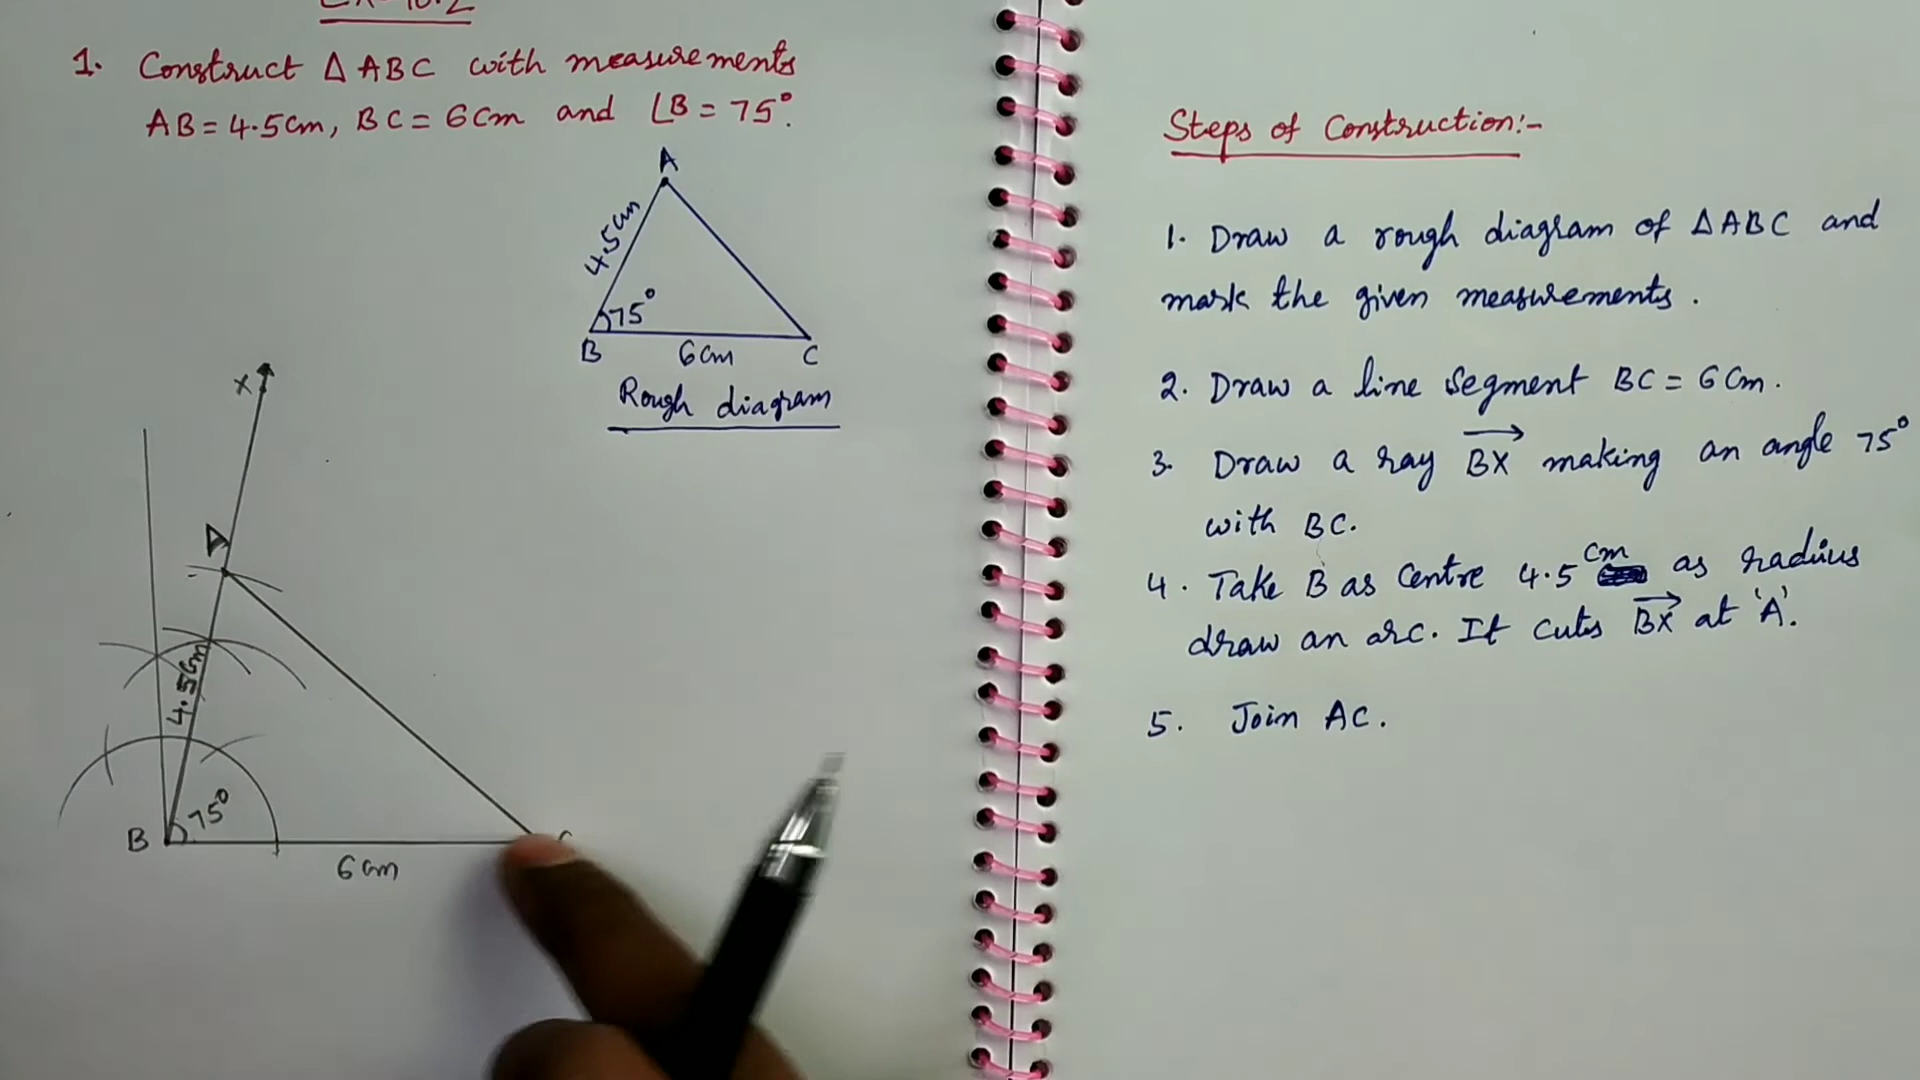 1. Construct △ ABC with measurements
AB = 4.5cm, BC = 6cm and ∠B = 75°.
A
4.5cm
75°
B 6cm C
Rough diagram
X
A
4.5cm
75°
B
6cm
Steps of Construction:-
1. Draw a rough diagram of △ABC and
mark the given measurements.
2. Draw a line segment BC = 6cm.
3. Draw a ray BX making an angle 75°
with BC.
4. Take B as centre 4.5 cm as radius
draw an arc. It cuts BX at 'A'.
5. Join AC.